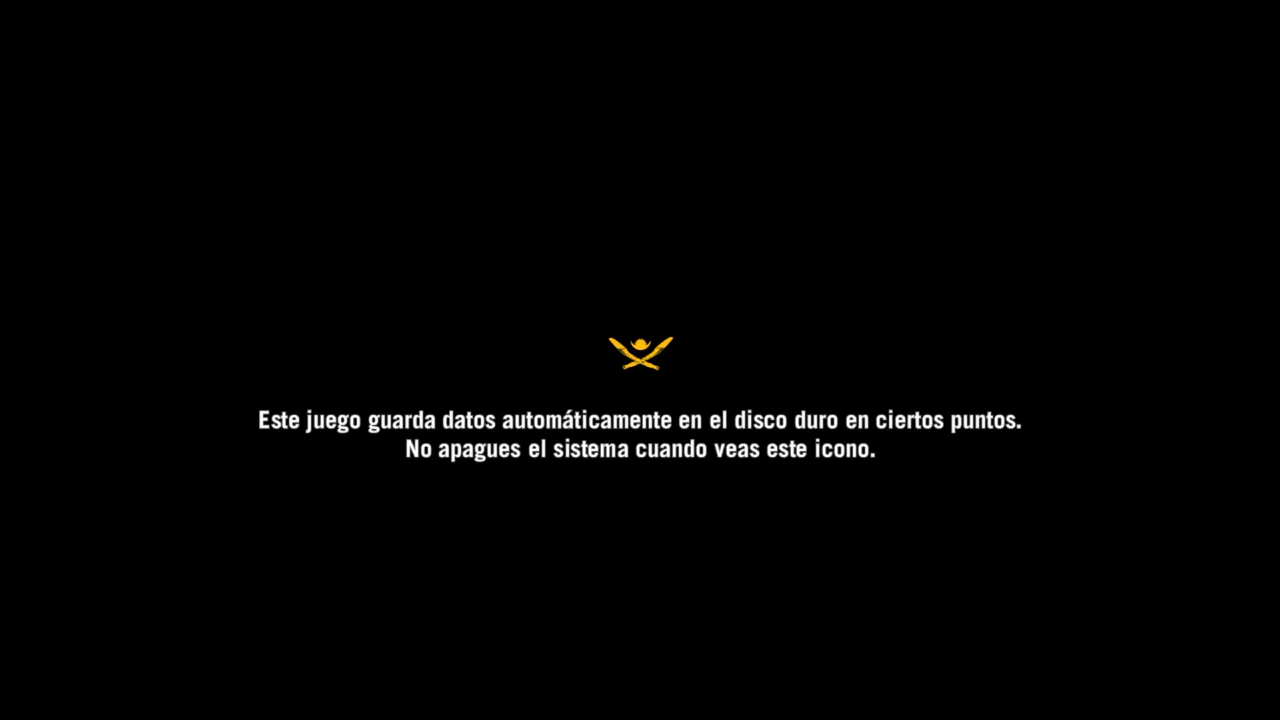 Este juego guarda datos automáticamente en el disco duro en ciertos puntos.
No apagues el sistema cuando veas este icono.